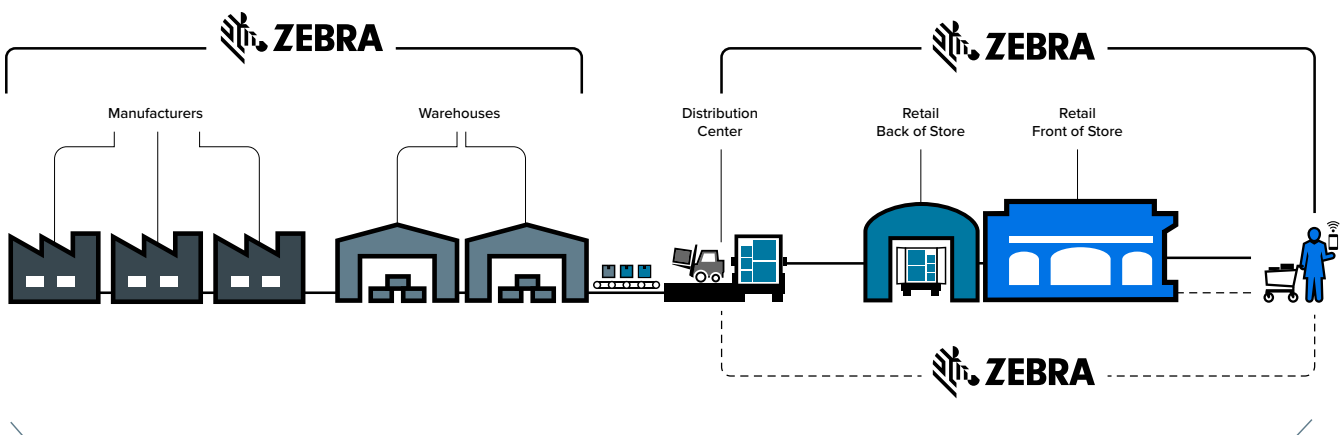 ZEBRA
ZEBRA
Manufacturers
Warehouses
Distribution
Center
Retail
Back of Store
Retail
Front of Store
ZEBRA